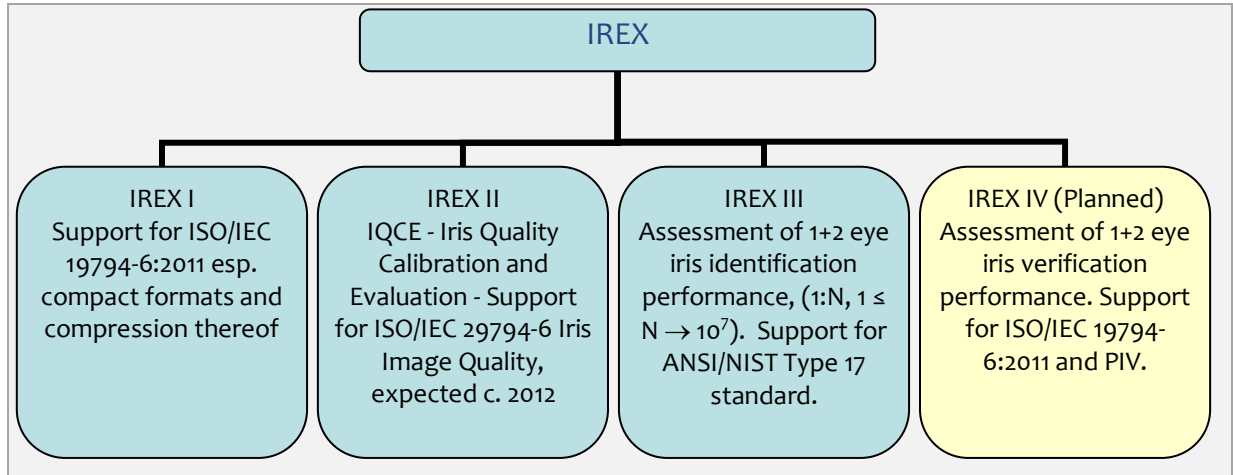 IREX
IREX I
Support for ISO/IEC
19794-6:2011 esp.
compact formats and
compression thereof
IREX II
IQCE - Iris Quality
Calibration and
Evaluation - Support
for ISO/IEC 29794-6 Iris
Image Quality,
expected c. 2012
IREX III
Assessment of 1+2 eye
iris identification
performance, (1:N, 1 ≤
N → 10⁷). Support for
ANSI/NIST Type 17
standard.
IREX IV (Planned)
Assessment of 1+2 eye
iris verification
performance. Support
for ISO/IEC 19794-
6:2011 and PIV.